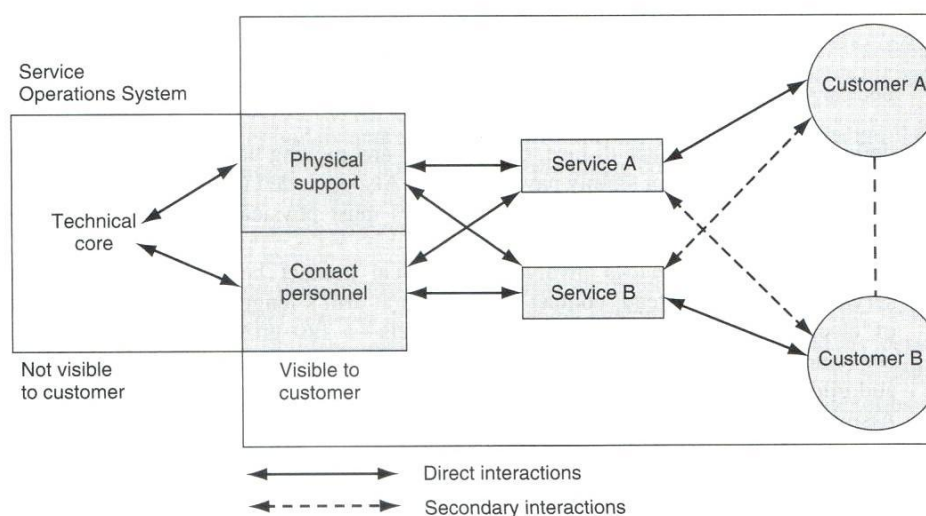 Service
Operations System
Customer A
Physical
support
Service A
Technical
core
Contact
personnel
Service B
Customer B
Not visible
to customer
Visible to
customer
Direct interactions
Secondary interactions